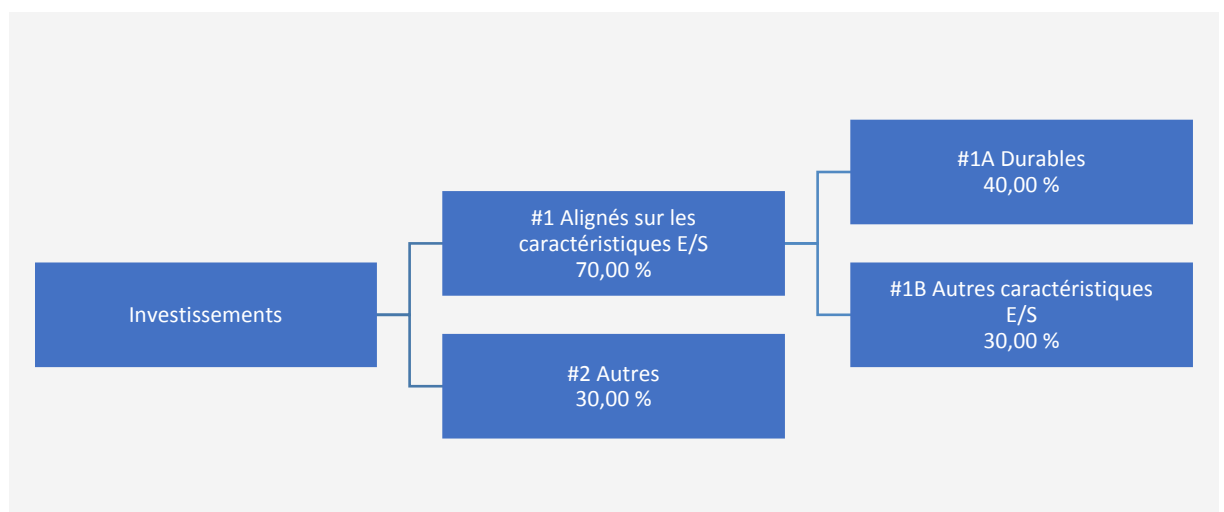 Investissements
#1 Alignés sur les
caractéristiques E/S
70,00 %
#2 Autres
30,00 %
#1A Durables
40,00 %
#1B Autres caractéristiques
E/S
30,00 %